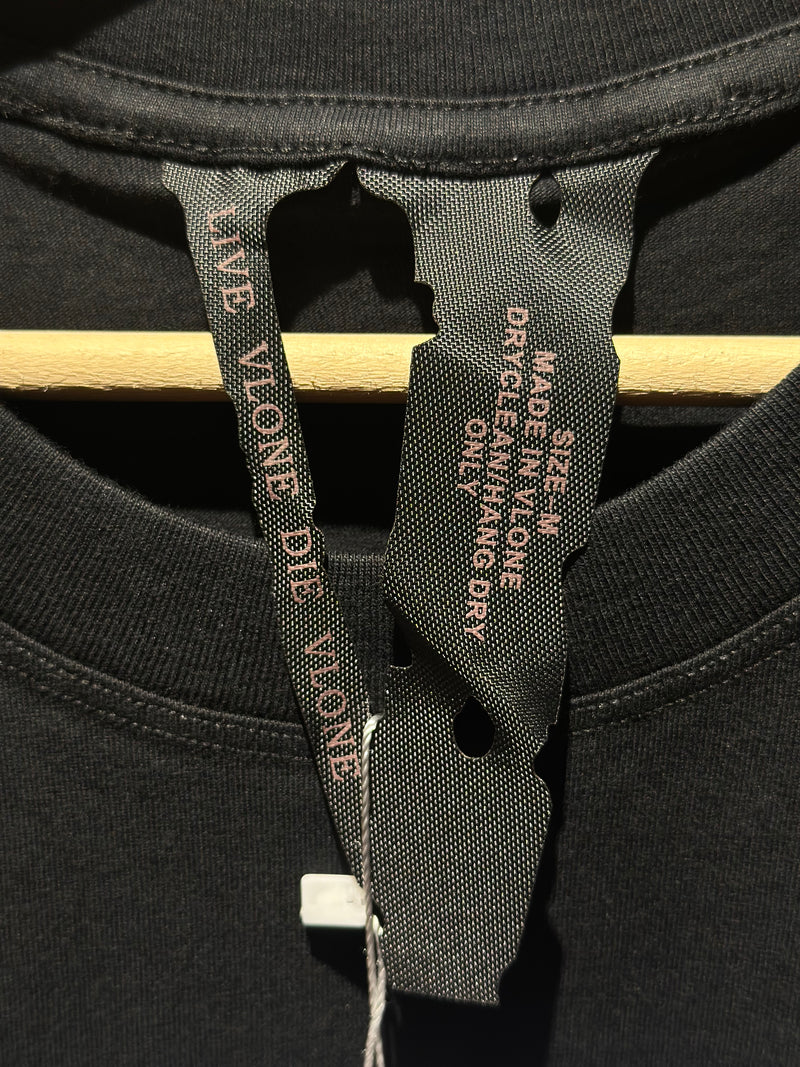 LIVE VLONE DIE VLONE
SIZE-M
MADE IN VLONE
DRYCLEAN/HANG DRY
ONLY